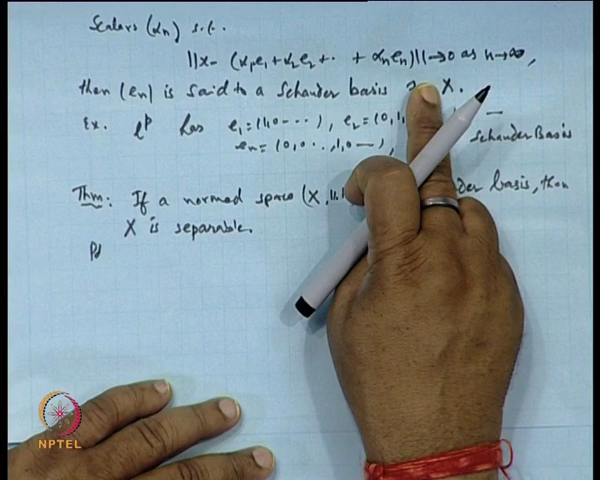 Scalars (αn) s.t.
||x- (α1e1+α2e2+.. + αnen)||→0 as n→∞,
then (en) is said to a Schauder basis X.
Ex. l^p has e1=(1,0---), e2=(0,1,
en=(0,0..,1,0—), Schauder Basis
Thm: If a normed space (X, ||.|| basis, then
X is separable.
Pf
NPTEL